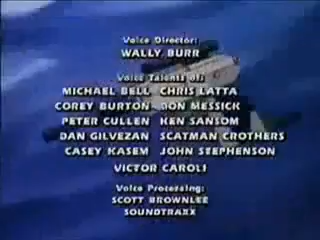 Voice Director:
WALLY BURR
Voice Talents of:
MICHAEL BELL CHRIS LATTA
COREY BURTON DON MESSICK
PETER CULLEN KEN SANSOM
DAN GILVEZAN SCATMAN CROTHERS
CASEY KASEM JOHN STEPHENSON
VICTOR CAROLI
Voice Processing:
SCOTT BROWNLEE
SOUNDTRAXX